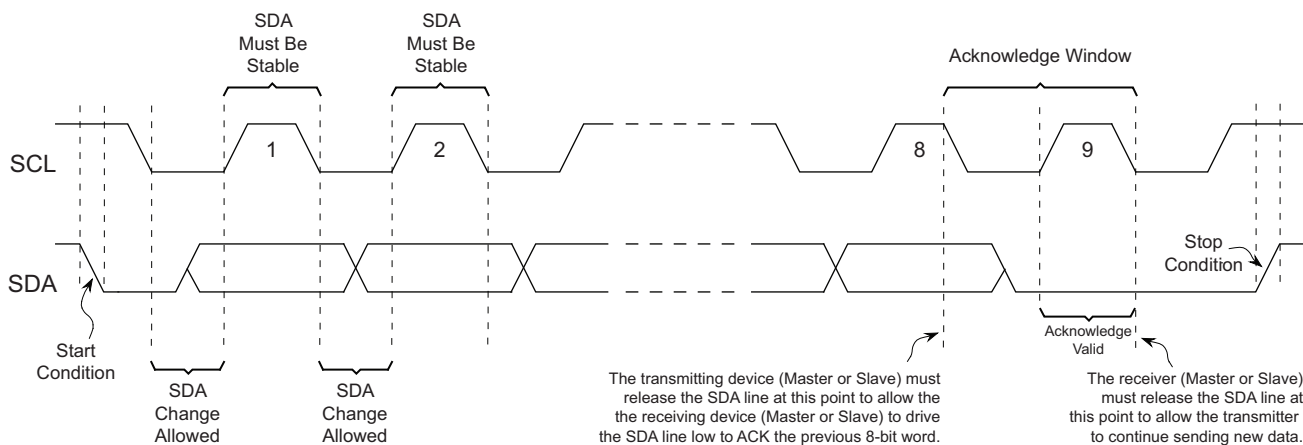 SDA
Must Be
Stable
SDA
Must Be
Stable
Acknowledge Window
SCL
1
2
8
9
SDA
Start
Condition
Stop
Condition
SDA
Change
Allowed
SDA
Change
Allowed
Acknowledge
Valid
The transmitting device (Master or Slave) must
release the SDA line at this point to allow the
the receiving device (Master or Slave) to drive
the SDA line low to ACK the previous 8-bit word.
The receiver (Master or Slave)
must release the SDA line at
this point to allow the transmitter
to continue sending new data.